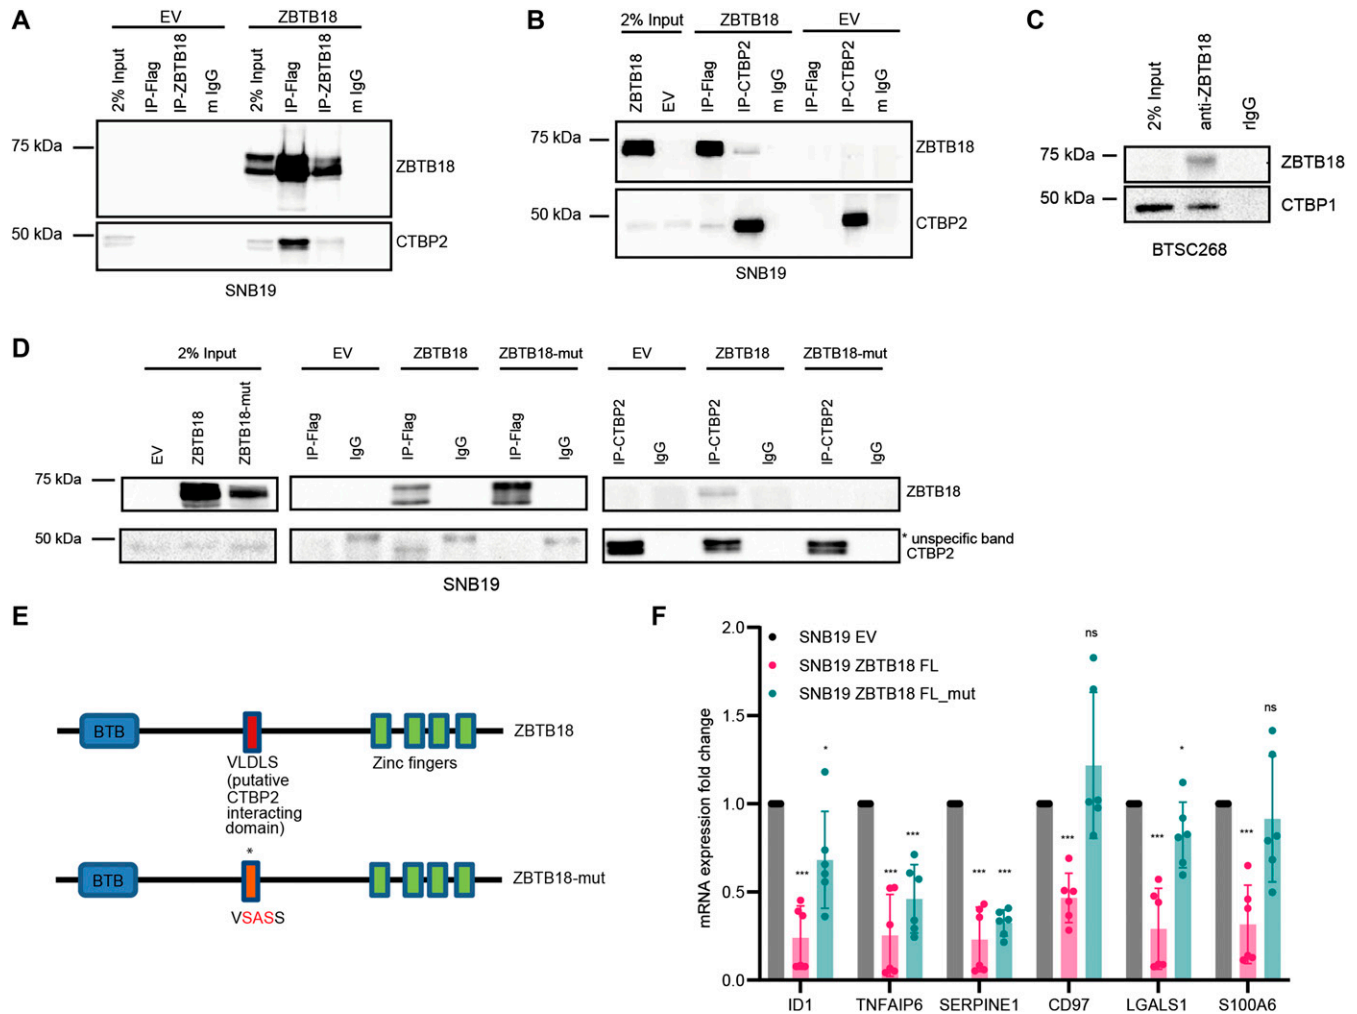 A
EV
ZBTB18
2% Input
IP-Flag
IP-ZBTB18
m IgG
2% Input
IP-Flag
IP-ZBTB18
m IgG
75 kDa
ZBTB18
50 kDa
CTBP2
SNB19
B
2% Input
ZBTB18
EV
ZBTB18
EV
IP-Flag
IP-CTBP2
m IgG
IP-Flag
IP-CTBP2
m IgG
75 kDa
ZBTB18
50 kDa
CTBP2
SNB19
C
2% Input
anti-ZBTB18
rIgG
75 kDa
ZBTB18
50 kDa
CTBP1
BTSC268
D
2% Input
EV
ZBTB18
ZBTB18-mut
EV
ZBTB18
ZBTB18-mut
EV
ZBTB18
ZBTB18-mut
IP-Flag
IgG
IP-Flag
IgG
IP-Flag
IgG
IP-CTBP2
IgG
IP-CTBP2
IgG
IP-CTBP2
IgG
75 kDa
ZBTB18
50 kDa
* unspecific band
CTBP2
SNB19
E
BTB
ZBTB18
VLDLS
(putative
CTBP2
interacting
domain)
Zinc fingers
*
BTB
ZBTB18-mut
VSASS
F
mRNA expression fold change
2.0
1.5
1.0
0.5
0.0
SNB19 EV
SNB19 ZBTB18 FL
SNB19 ZBTB18 FL_mut
***
*
***
***
***
***
***
ns
***
*
***
ns
ID1
TNFAIP6
SERPINE1
CD97
LGALS1
S100A6